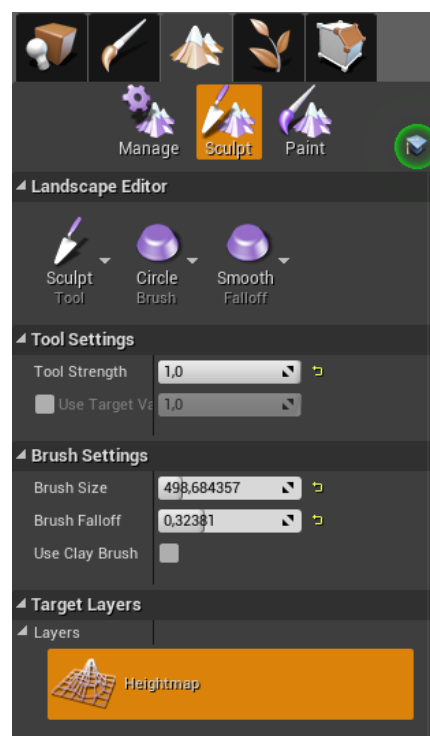 Manage Sculpt Paint
Landscape Editor
Sculpt Circle Smooth
Tool Brush Falloff
Tool Settings
Tool Strength 1,0
Use Target Va 1,0
Brush Settings
Brush Size 498,684357
Brush Falloff 0,32381
Use Clay Brush
Target Layers
Layers
Heightmap